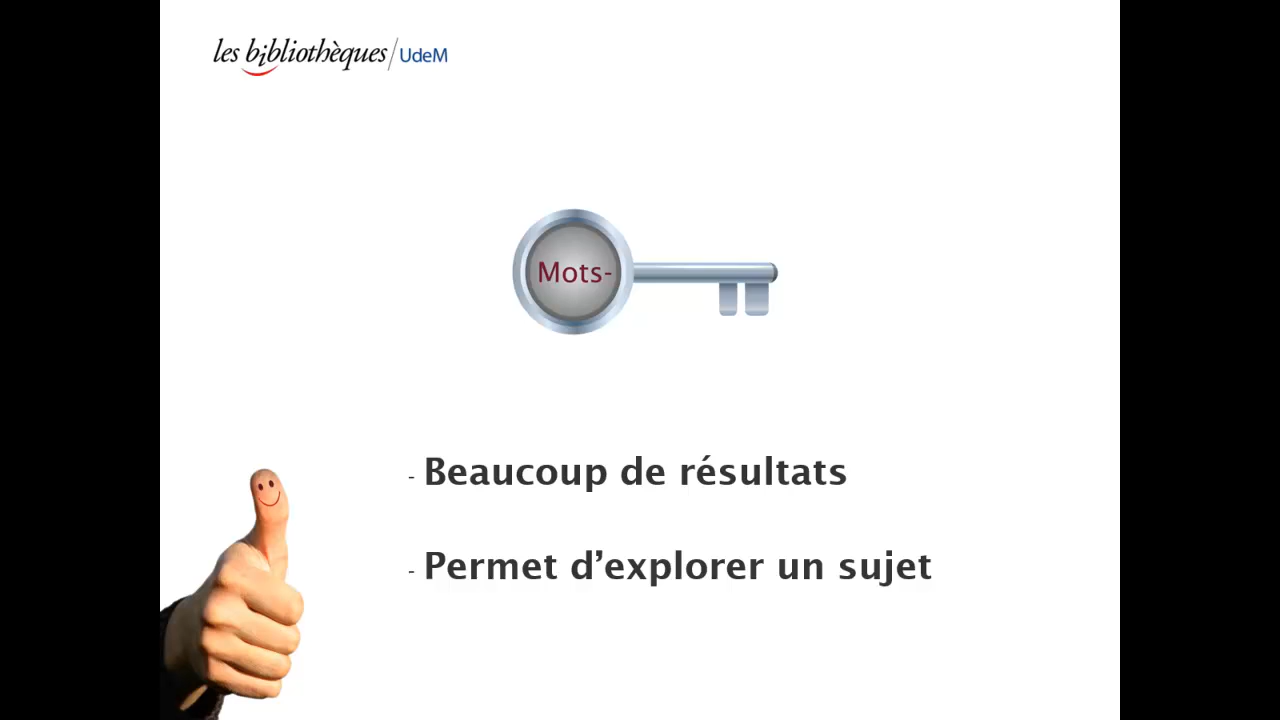 les bibliothèques/UdeM
Mots-
- Beaucoup de résultats
- Permet d’explorer un sujet